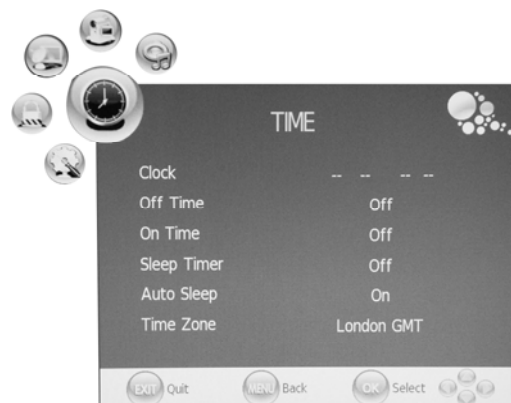 TIME
Clock -- -- -- --
Off Time Off
On Time Off
Sleep Timer Off
Auto Sleep On
Time Zone London GMT
EXIT Quit MENU Back OK Select